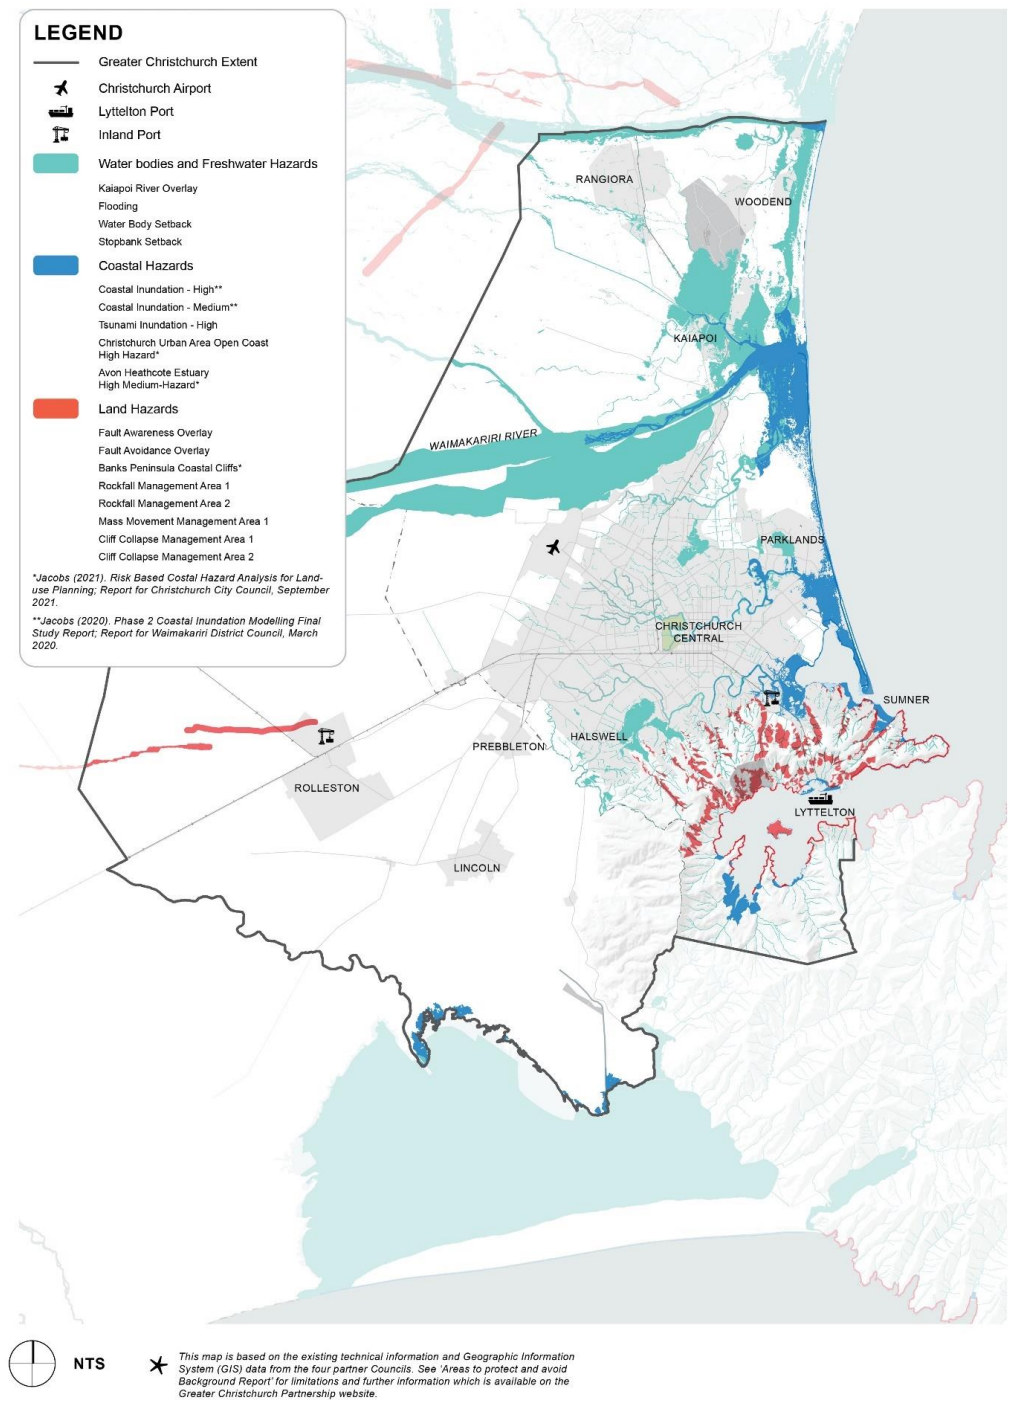 LEGEND
Greater Christchurch Extent
Christchurch Airport
Lyttelton Port
Inland Port
Water bodies and Freshwater Hazards
Kaiapoi River Overlay
Flooding
Water Body Setback
Stopbank Setback
Coastal Hazards
Coastal Inundation - High**
Coastal Inundation - Medium**
Tsunami Inundation - High
Christchurch Urban Area Open Coast
High Hazard*
Avon Heathcote Estuary
High Medium-Hazard*
Land Hazards
Fault Awareness Overlay
Fault Avoidance Overlay
Banks Peninsula Coastal Cliffs*
Rockfall Management Area 1
Rockfall Management Area 2
Mass Movement Management Area 1
Cliff Collapse Management Area 1
Cliff Collapse Management Area 2
*Jacobs (2021). Risk Based Costal Hazard Analysis for Land-
use Planning; Report for Christchurch City Council, September
2021.
**Jacobs (2020). Phase 2 Coastal Inundation Modelling Final
Study Report; Report for Waimakariri District Council, March
2020.
RANGIORA
WOODEND
KAIAPOI
WAIMAKARIRI RIVER
PARKLANDS
CHRISTCHURCH
CENTRAL
SUMNER
HALSWELL
PREBBLETON
ROLLESTON
LYTTELTON
LINCOLN
NTS
This map is based on the existing technical information and Geographic Information
System (GIS) data from the four partner Councils. See 'Areas to protect and avoid
Background Report' for limitations and further information which is available on the
Greater Christchurch Partnership website.